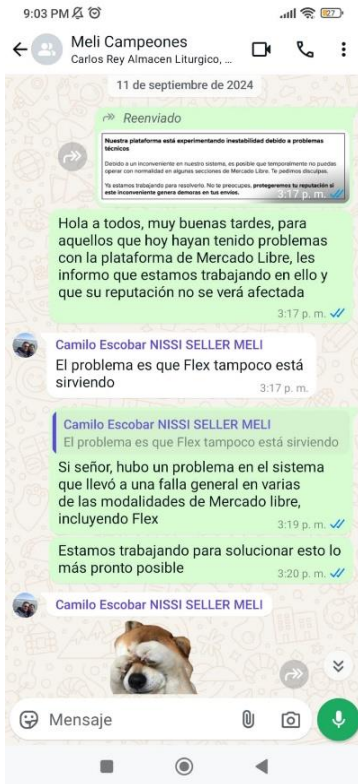 9:03 PM
27
Meli Campeones
Carlos Rey Almacen Liturgico, ...
11 de septiembre de 2024
Reenviado
Nuestra plataforma está experimentando inestabilidad debido a problemas
técnicos
Debido a un inconveniente en nuestro sistema, es posible que temporalmente no puedas
operar con normalidad en algunas secciones de Mercado Libre. Te pedimos disculpas.
Ya estamos trabajando para resolverlo. No te preocupes, protegeremos tu reputación si
este inconveniente genera demoras en tus envíos.
3:17 p. m.
Hola a todos, muy buenas tardes, para
aquellos que hoy hayan tenido problemas
con la plataforma de Mercado Libre, les
informo que estamos trabajando en ello y
que su reputación no se verá afectada
3:17 p. m.
Camilo Escobar NISSI SELLER MELI
El problema es que Flex tampoco está
sirviendo
3:17 p. m.
Camilo Escobar NISSI SELLER MELI
El problema es que Flex tampoco está sirviendo
Si señor, hubo un problema en el sistema
que llevó a una falla general en varias
de las modalidades de Mercado libre,
incluyendo Flex
3:19 p. m.
Estamos trabajando para solucionar esto lo
más pronto posible
3:20 p. m.
Camilo Escobar NISSI SELLER MELI
Mensaje